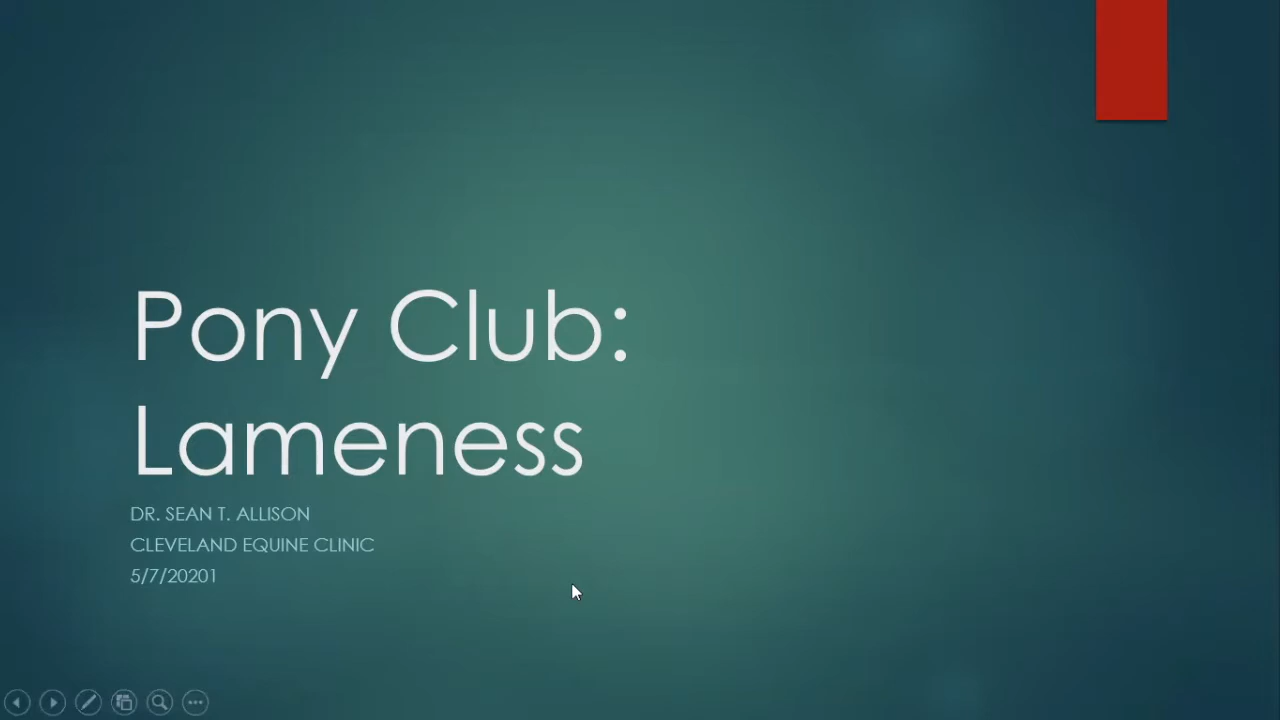 Pony Club:
Lameness
DR. SEAN T. ALLISON
CLEVELAND EQUINE CLINIC
5/7/20201